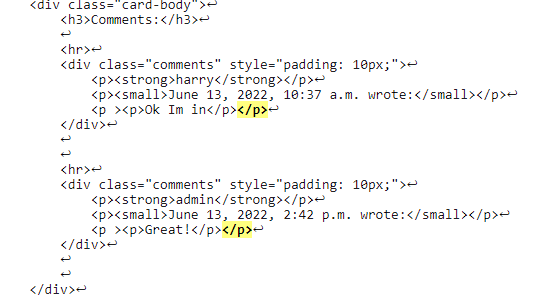 <div class="card-body">↩
<h3>Comments:</h3>↩
↩
<hr>↩
<div class="comments" style="padding: 10px;">↩
<p><strong>harry</strong></p>↩
<p><small>June 13, 2022, 10:37 a.m. wrote:</small></p>↩
<p ><p>Ok Im in</p></p>↩
</div>↩
↩
↩
<hr>↩
<div class="comments" style="padding: 10px;">↩
<p><strong>admin</strong></p>↩
<p><small>June 13, 2022, 2:42 p.m. wrote:</small></p>↩
<p ><p>Great!</p></p>↩
</div>↩
↩
↩
</div>↩